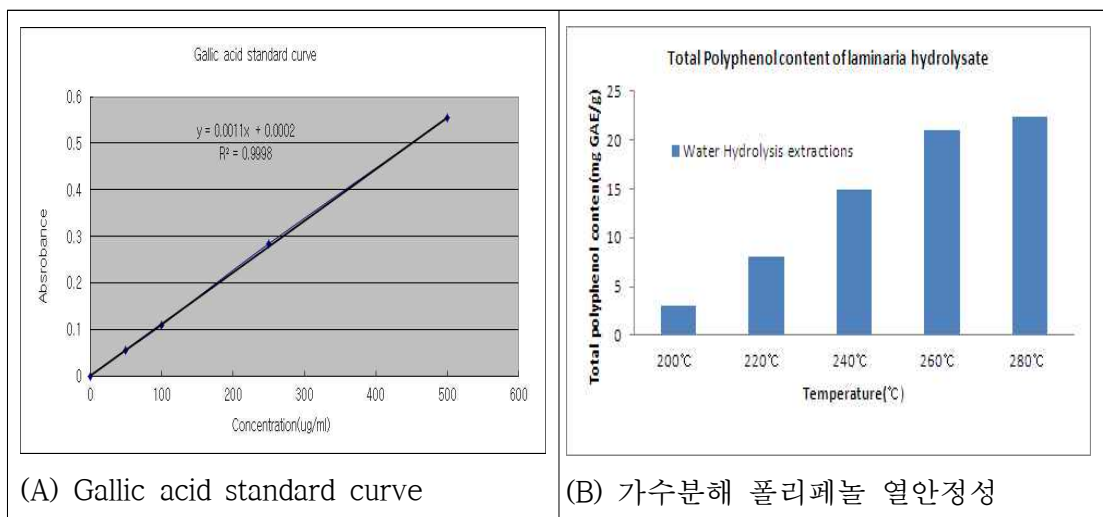 Gallic acid standard curve
0.6
y = 0.0011x + 0.0002
R² = 0.9998
0.5
0.4
0.3
0.2
0.1
0
Absrobance
0 100 200 300 400 500 600
Concentration(ug/ml)
(A) Gallic acid standard curve
Total Polyphenol content of laminaria hydrolysate
Total polyphenol conten(mg GAE/g)
25
20
15
10
5
0
Water Hydrolysis extractions
200℃ 220℃ 240℃ 260℃ 280℃
Temperature(℃)
(B) 가수분해 폴리페놀 열안정성